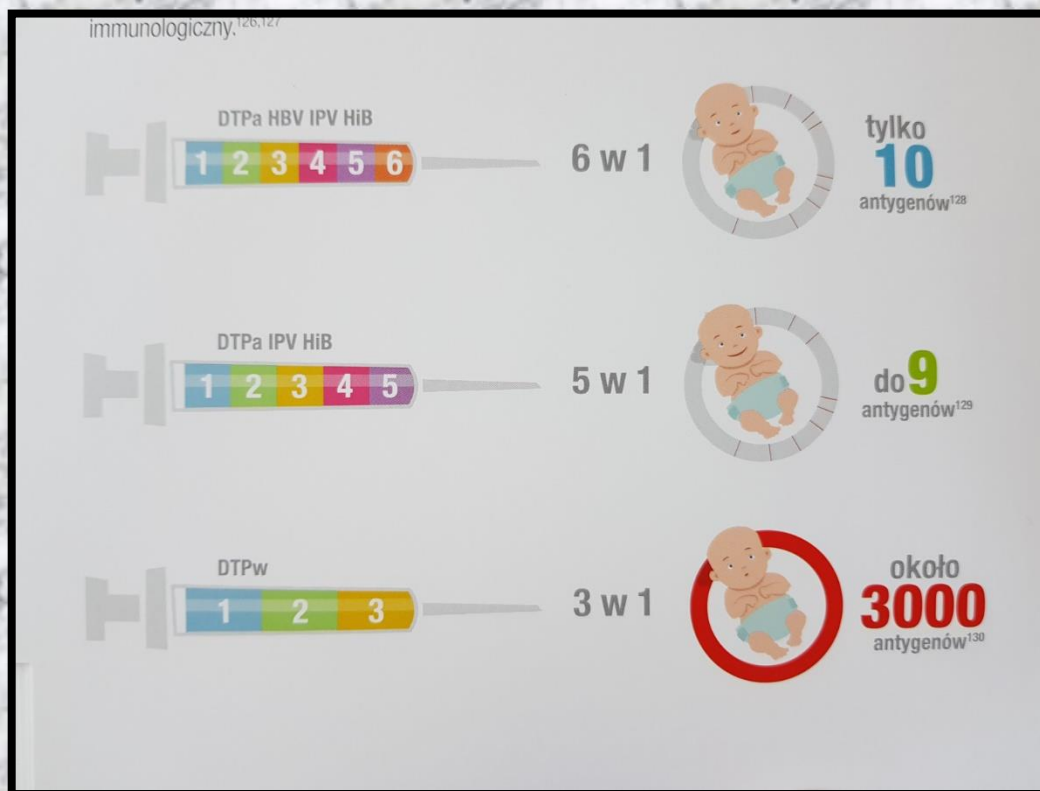 immunologiczny.126,127
DTPa HBV IPV HiB
1 2 3 4 5 6
6 w 1
tylko
10
antygenów128
DTPa IPV HiB
1 2 3 4 5
5 w 1
do 9
antygenów129
DTPw
1 2 3
3 w 1
około
3000
antygenów130